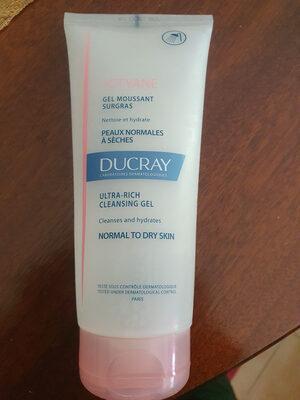 ICTYANE
GEL MOUSSANT
SURGRAS
Nettoie et hydrate
PEAUX NORMALES
À SÈCHES
DUCRAY
LABORATOIRES DERMATOLOGIQUES
ULTRA-RICH
CLEANSING GEL
Cleanses and hydrates
NORMAL TO DRY SKIN
TESTÉ SOUS CONTRÔLE DERMATOLOGIQUE
TESTED UNDER DERMATOLOGICAL CONTROL
PARIS